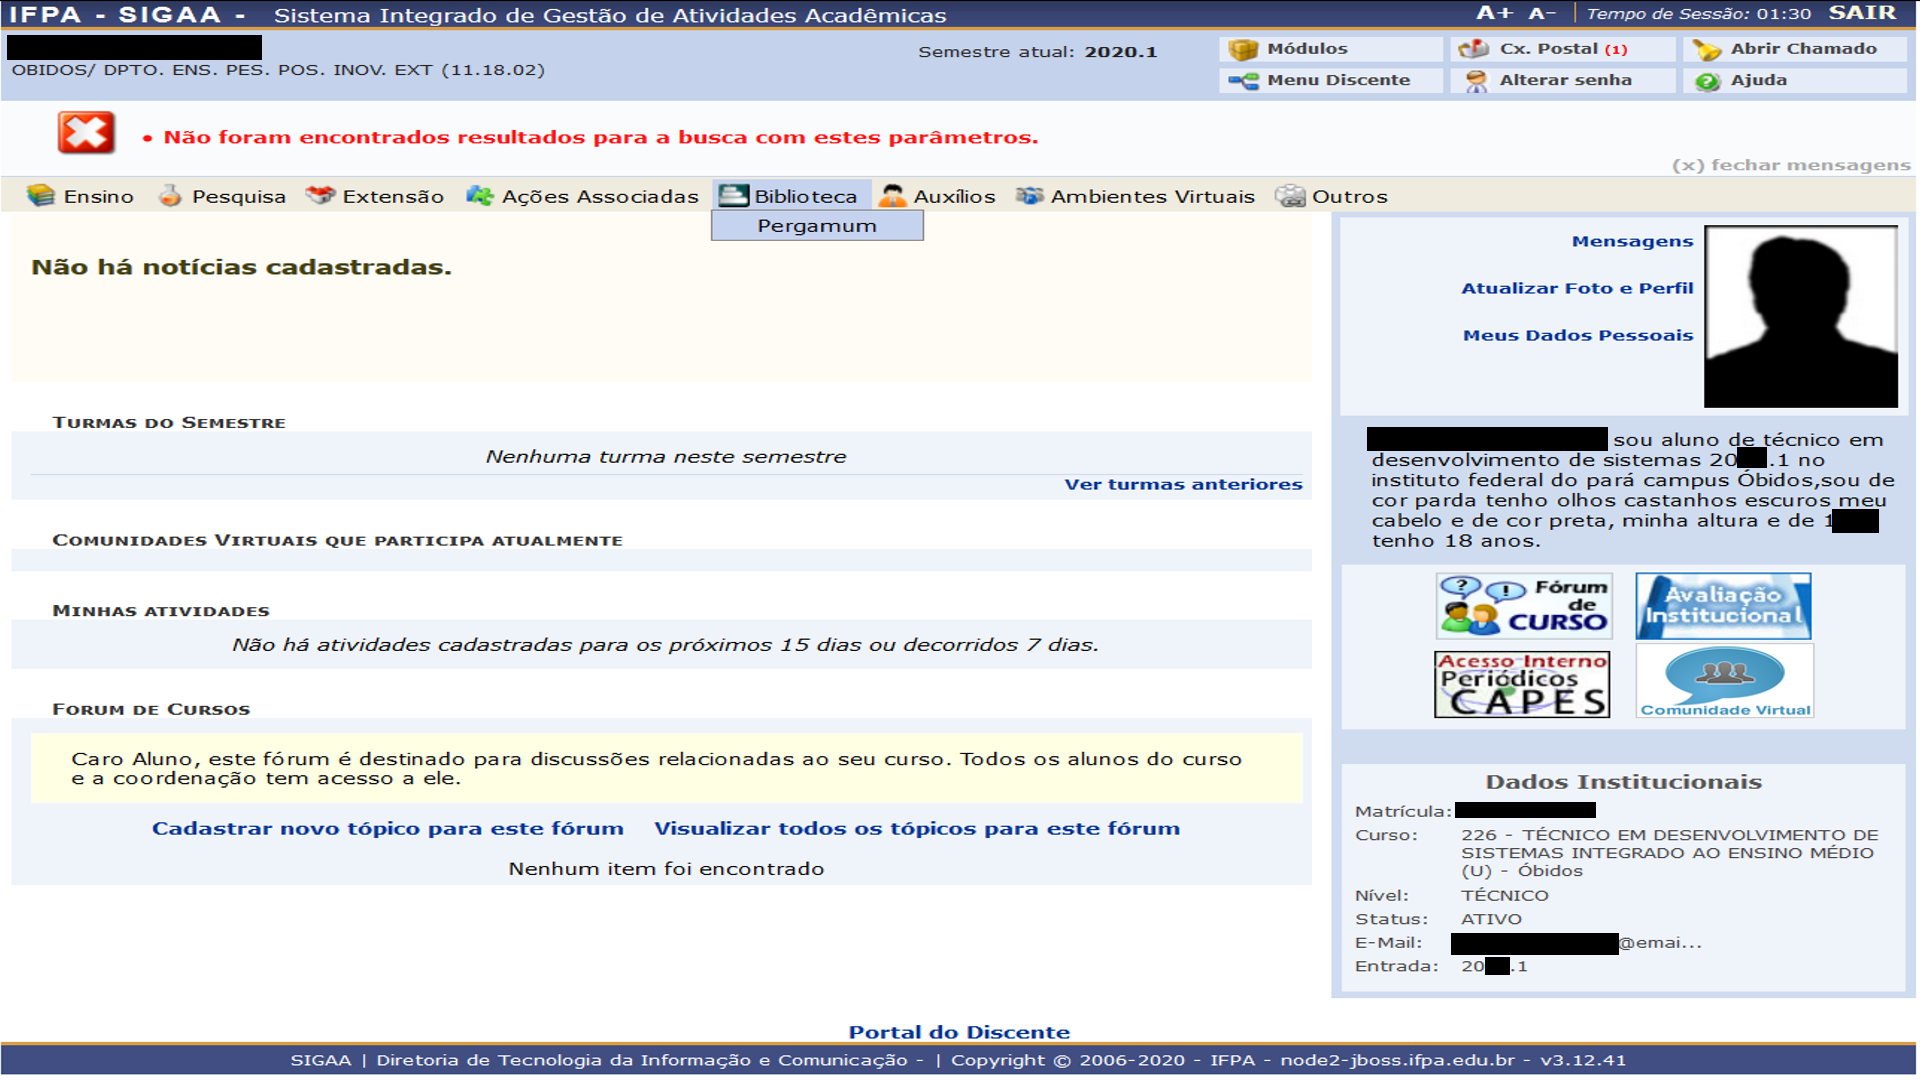 IFPA - SIGAA - Sistema Integrado de Gestão de Atividades Acadêmicas
A+ A- Tempo de Sessão: 01:30 SAIR
Semestre atual: 2020.1
OBIDOS/ DPTO. ENS. PES. POS. INOV. EXT (11.18.02)
Módulos Cx. Postal (1) Abrir Chamado
Menu Discente Alterar senha Ajuda
• Não foram encontrados resultados para a busca com estes parâmetros.
(x) fechar mensagens
Ensino Pesquisa Extensão Ações Associadas Biblioteca Auxílios Ambientes Virtuais Outros
Pergamum
Não há notícias cadastradas.
Turmas do Semestre
Nenhuma turma neste semestre
Ver turmas anteriores
Comunidades Virtuais que participa atualmente
Minhas atividades
Não há atividades cadastradas para os próximos 15 dias ou decorridos 7 dias.
Forum de Cursos
Caro Aluno, este fórum é destinado para discussões relacionadas ao seu curso. Todos os alunos do curso
e a coordenação tem acesso a ele.
Cadastrar novo tópico para este fórum Visualizar todos os tópicos para este fórum
Nenhum item foi encontrado
Mensagens
Atualizar Foto e Perfil
Meus Dados Pessoais
sou aluno de técnico em
desenvolvimento de sistemas 20 .1 no
instituto federal do pará campus Óbidos,sou de
cor parda tenho olhos castanhos escuros meu
cabelo e de cor preta, minha altura e de 1
tenho 18 anos.
Fórum
de
CURSO
Avaliação
Institucional
Acesso Interno
Periódicos
CAPES
Comunidade Virtual
Dados Institucionais
Matrícula:
Curso: 226 - TÉCNICO EM DESENVOLVIMENTO DE
SISTEMAS INTEGRADO AO ENSINO MÉDIO
(U) - Óbidos
Nível: TÉCNICO
Status: ATIVO
E-Mail: @emai...
Entrada: 20 .1
Portal do Discente
SIGAA | Diretoria de Tecnologia da Informação e Comunicação - | Copyright © 2006-2020 - IFPA - node2-jboss.ifpa.edu.br - v3.12.41